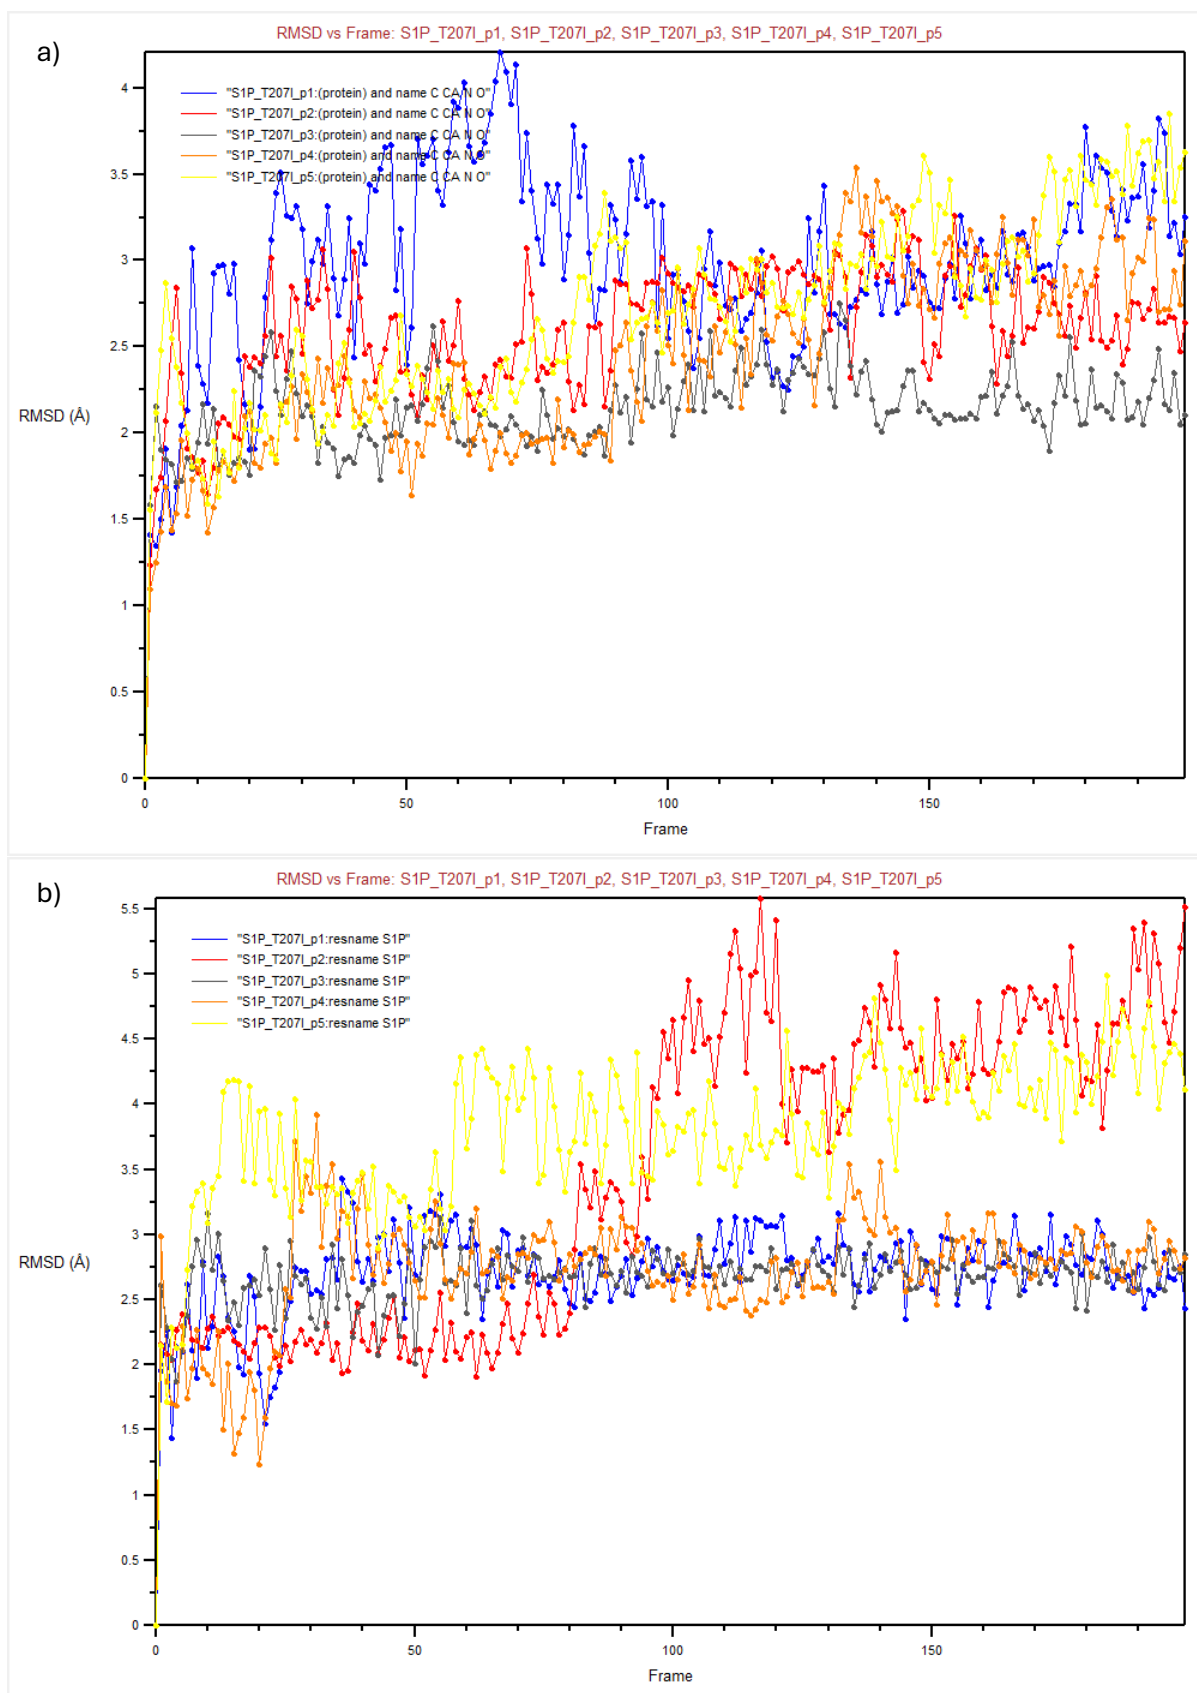 a)
RMSD vs Frame: S1P_T207I_p1, S1P_T207I_p2, S1P_T207I_p3, S1P_T207I_p4, S1P_T207I_p5
4
"S1P_T207I_p1:(protein) and name C CA N O"
"S1P_T207I_p2:(protein) and name C CA N O"
"S1P_T207I_p3:(protein) and name C CA N O"
"S1P_T207I_p4:(protein) and name C CA N O"
"S1P_T207I_p5:(protein) and name C CA N O"
3.5
3
2.5
RMSD (Å)
2
1.5
1
0.5
0
0 50 100 150
Frame
b)
RMSD vs Frame: S1P_T207I_p1, S1P_T207I_p2, S1P_T207I_p3, S1P_T207I_p4, S1P_T207I_p5
5.5
"S1P_T207I_p1:resname S1P"
"S1P_T207I_p2:resname S1P"
5
"S1P_T207I_p3:resname S1P"
"S1P_T207I_p4:resname S1P"
"S1P_T207I_p5:resname S1P"
4.5
4
3.5
3
RMSD (Å)
2.5
2
1.5
1
0.5
0
0 50 100 150
Frame